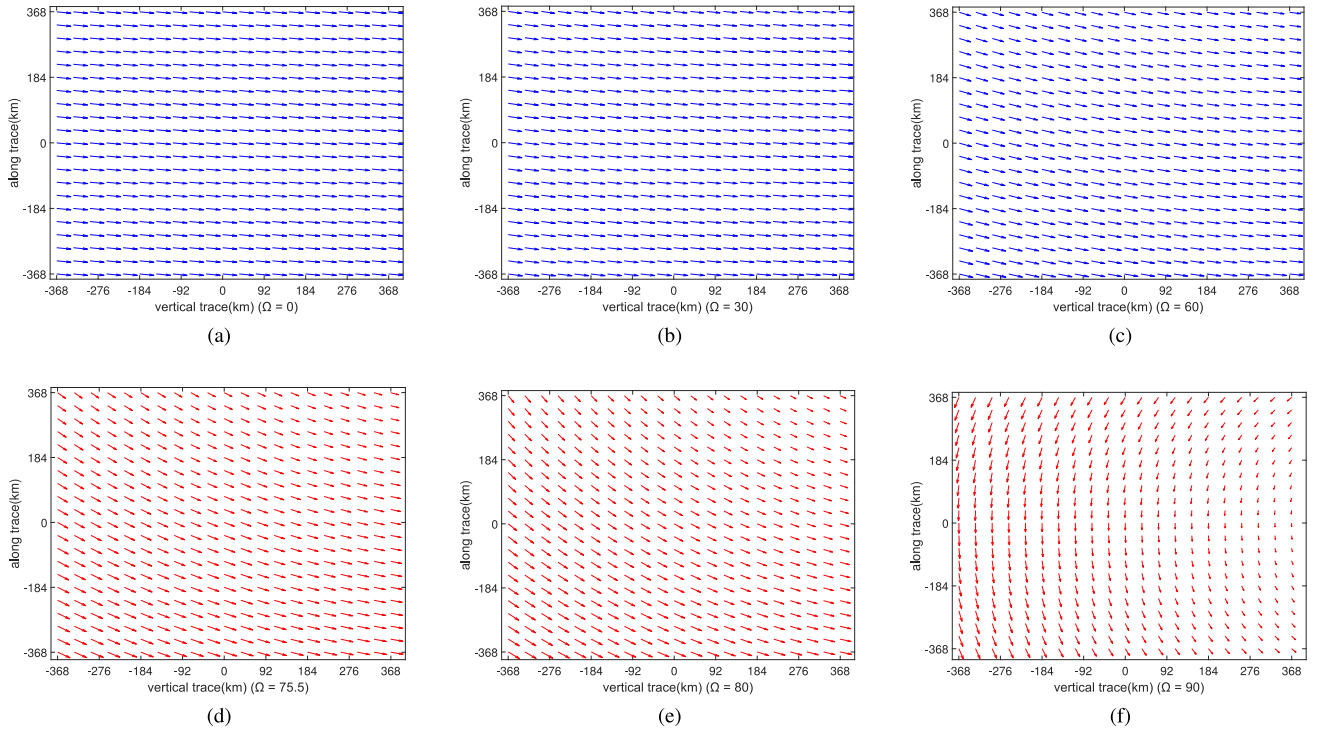 368
184
0
-184
-368
along trace(km)
-368 -276 -184 -92 0 92 184 276 368
vertical trace(km) (Ω = 0)
(a)
368
184
0
-184
-368
along trace(km)
-368 -276 -184 -92 0 92 184 276 368
vertical trace(km) (Ω = 30)
(b)
368
184
0
-184
-368
along trace(km)
-368 -276 -184 -92 0 92 184 276 368
vertical trace(km) (Ω = 60)
(c)
368
184
0
-184
-368
along trace(km)
-368 -276 -184 -92 0 92 184 276 368
vertical trace(km) (Ω = 75.5)
(d)
368
184
0
-184
-368
along trace(km)
-368 -276 -184 -92 0 92 184 276 368
vertical trace(km) (Ω = 80)
(e)
368
184
0
-184
-368
along trace(km)
-368 -276 -184 -92 0 92 184 276 368
vertical trace(km) (Ω = 90)
(f)